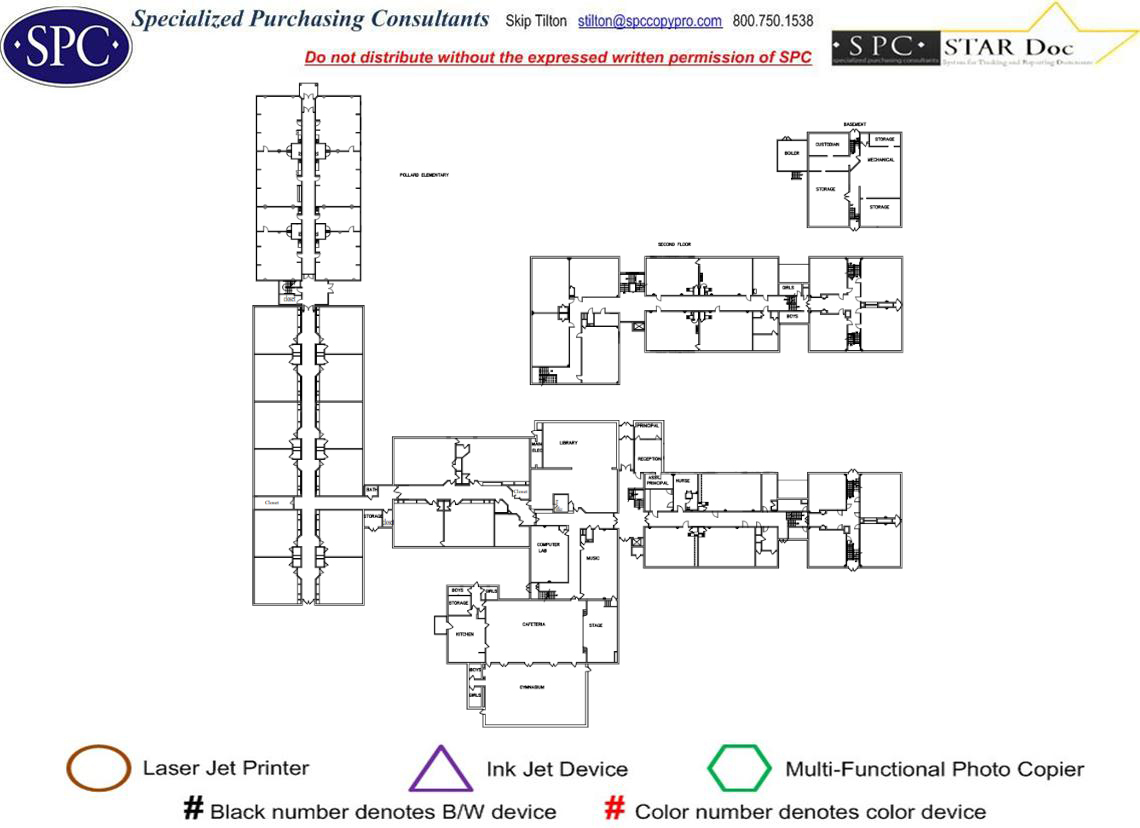 Specialized Purchasing Consultants Skip Tilton stilton@spccopypro.com 800.750.1538
·SPC·
Do not distribute without the expressed written permission of SPC
· S P C · STAR Doc
specialized purchasing consultants System for Tracking and Reporting Documents
BASEMENT
STORAGE
CUSTODIAN
BOILER
MECHANICAL
POLLARD ELEMENTARY
STORAGE
STORAGE
SECOND FLOOR
GIRLS
closet
BOYS
PRINCIPAL
LIBRARY
MAIN
ELEC
RECEPTION
ASSIS.
PRINCIPAL
NURSE
BATH
Closet
Closet
STORAGE
closet
COMPUTER
LAB
MUSIC
BOYS
GIRLS
STORAGE
CAFETERIA
STAGE
KITCHEN
BOYS
GYMNASIUM
GIRLS
Laser Jet Printer
Ink Jet Device
Multi-Functional Photo Copier
# Black number denotes B/W device
# Color number denotes color device